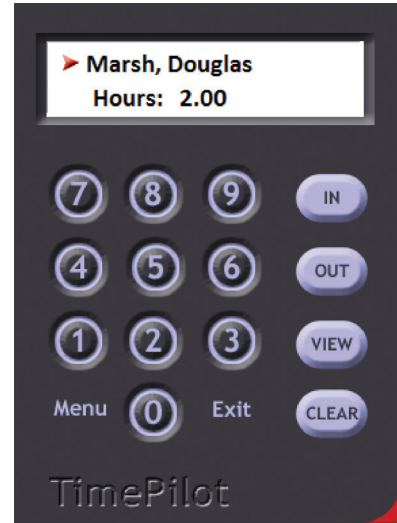 Marsh, Douglas
Hours: 2.00
7 8 9 IN
4 5 6 OUT
1 2 3 VIEW
Menu 0 Exit CLEAR
TimePilot